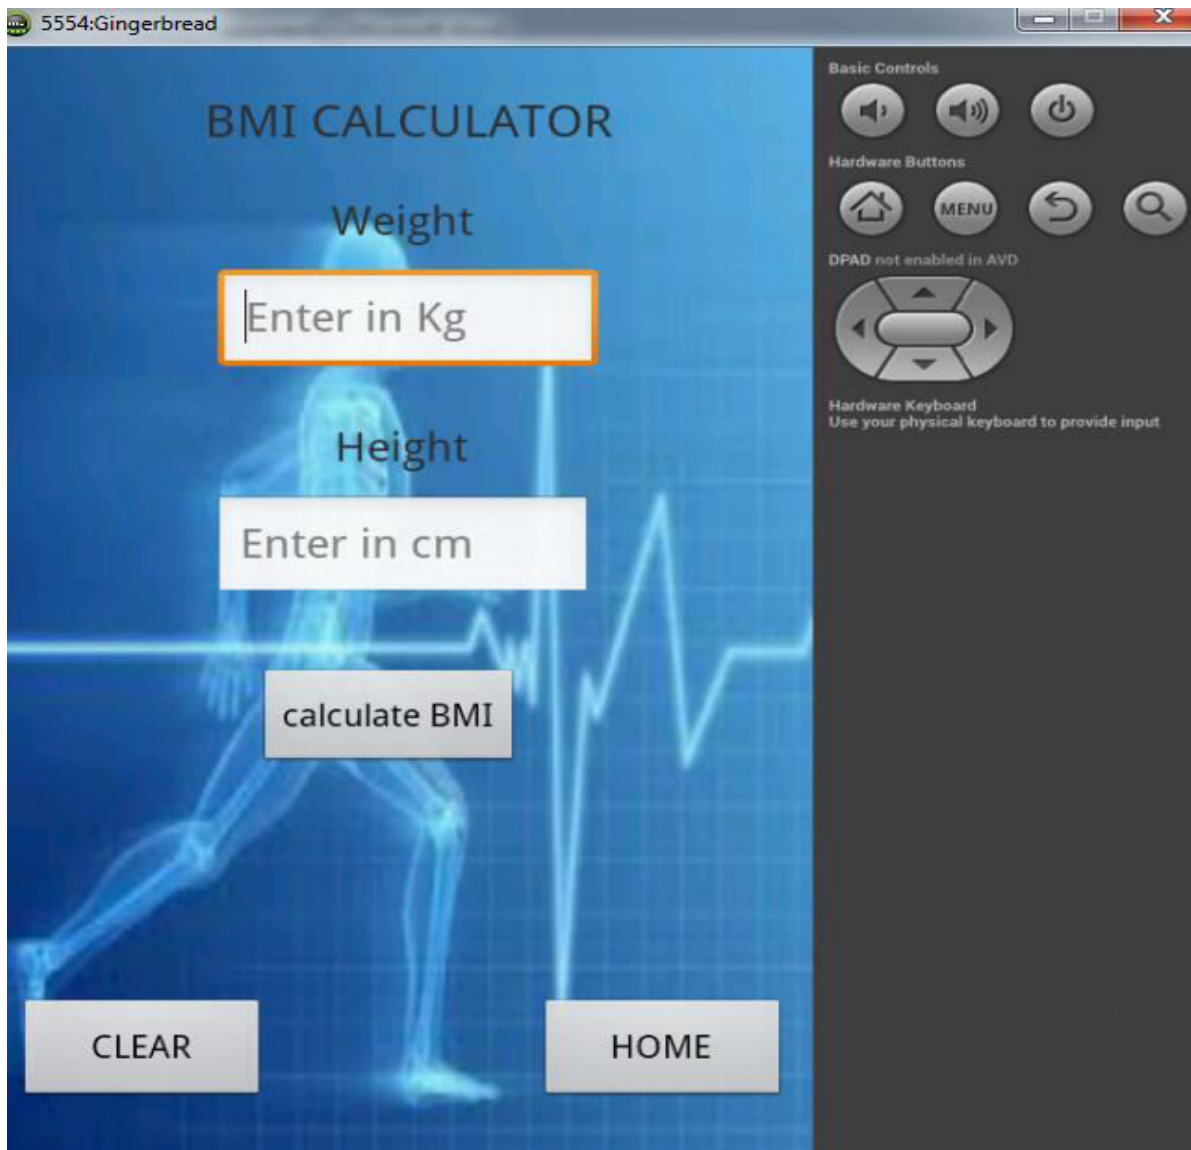 5554:Gingerbread
BMI CALCULATOR
Weight
Enter in Kg
Height
Enter in cm
calculate BMI
CLEAR
HOME
Basic Controls
Hardware Buttons
MENU
DPAD not enabled in AVD
Hardware Keyboard
Use your physical keyboard to provide input